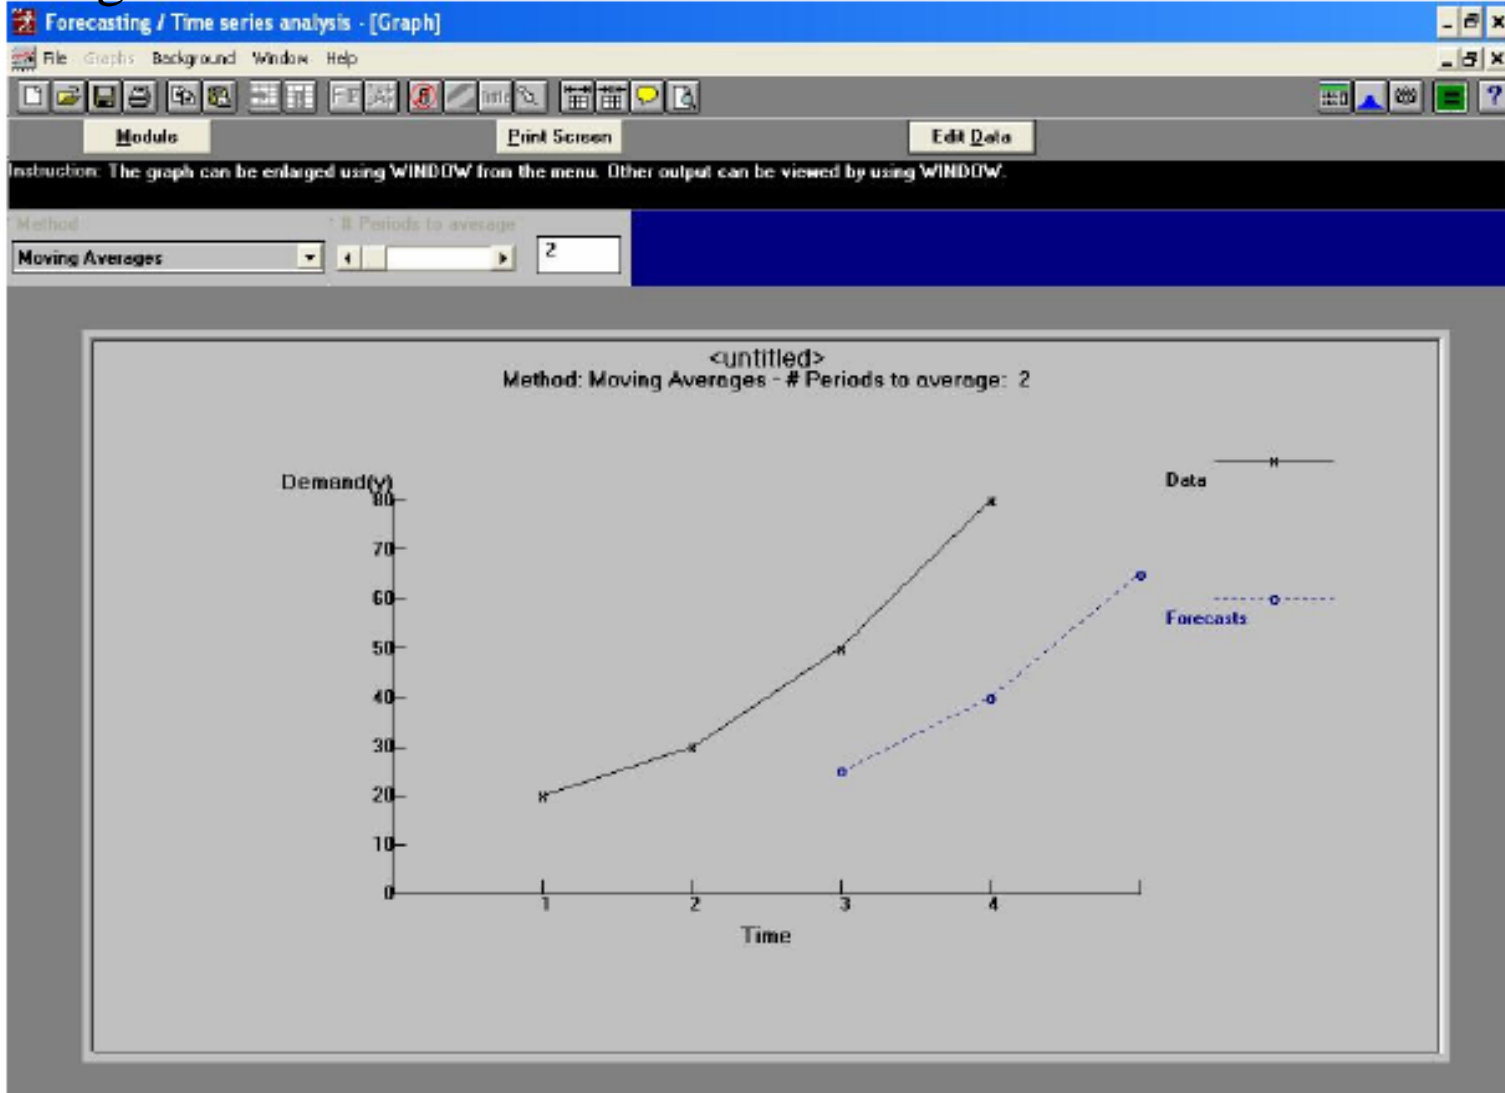 Forecasting / Time series analysis - [Graph]
File Graphs Background Window Help
title
Module Print Screen Edit Data
Instruction: The graph can be enlarged using WINDOW from the menu. Other output can be viewed by using WINDOW.
Method # Periods to average
Moving Averages 2
<untitled>
Method: Moving Averages - # Periods to average: 2
Demand(y)
Data
80
70
60
Forecasts
50
40
30
20
10
0
1 2 3 4
Time